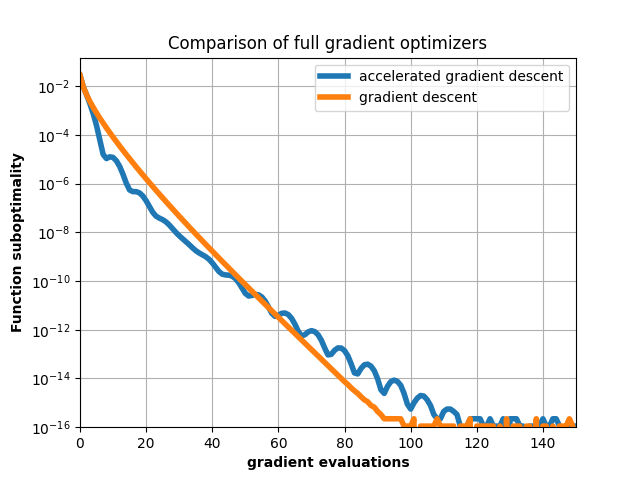 Comparison of full gradient optimizers
accelerated gradient descent
gradient descent
Function suboptimality
10⁻²
10⁻⁴
10⁻⁶
10⁻⁸
10⁻¹⁰
10⁻¹²
10⁻¹⁴
10⁻¹⁶
0 20 40 60 80 100 120 140
gradient evaluations